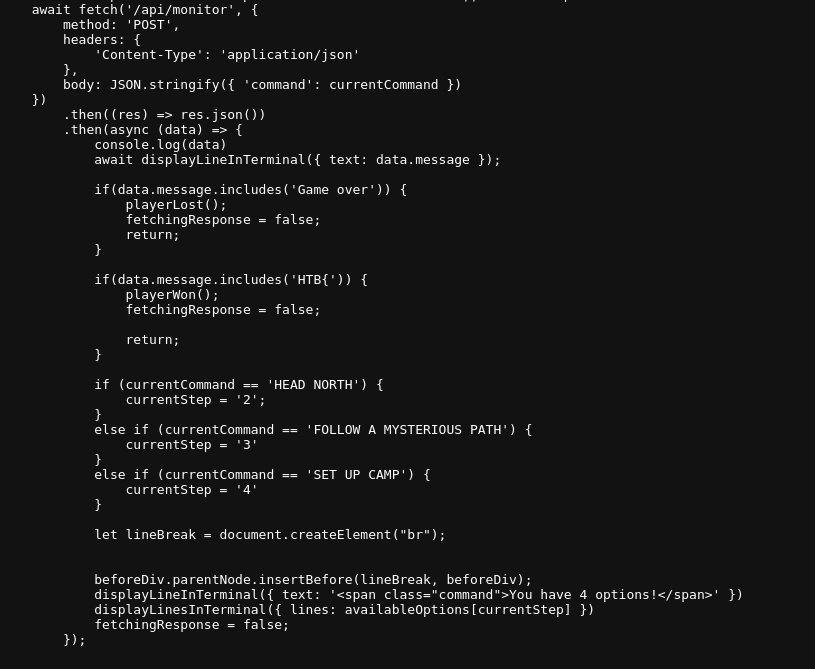 await fetch('/api/monitor', {
    method: 'POST',
    headers: {
        'Content-Type': 'application/json'
    },
    body: JSON.stringify({ 'command': currentCommand })
})
    .then((res) => res.json())
    .then(async (data) => {
        console.log(data)
        await displayLineInTerminal({ text: data.message });

        if(data.message.includes('Game over')) {
            playerLost();
            fetchingResponse = false;
            return;
        }

        if(data.message.includes('HTB{')) {
            playerWon();
            fetchingResponse = false;

            return;
        }

        if (currentCommand == 'HEAD NORTH') {
            currentStep = '2';
        }
        else if (currentCommand == 'FOLLOW A MYSTERIOUS PATH') {
            currentStep = '3'
        }
        else if (currentCommand == 'SET UP CAMP') {
            currentStep = '4'
        }

        let lineBreak = document.createElement("br");


        beforeDiv.parentNode.insertBefore(lineBreak, beforeDiv);
        displayLineInTerminal({ text: '<span class="command">You have 4 options!</span>' })
        displayLinesInTerminal({ lines: availableOptions[currentStep] })
        fetchingResponse = false;
    });